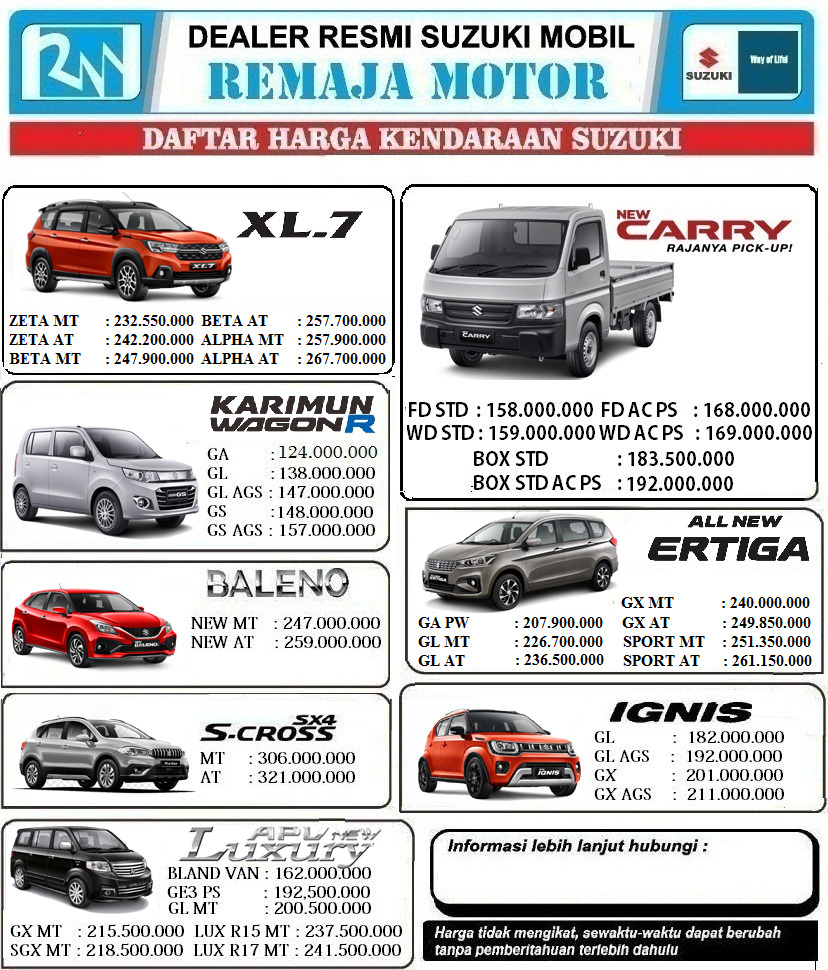 RM
DEALER RESMI SUZUKI MOBIL
REMAJA MOTOR
SUZUKI
Way of Life!
DAFTAR HARGA KENDARAAN SUZUKI
XL7
XL.7
ZETA MT : 232.550.000 BETA AT : 257.700.000
ZETA AT : 242.200.000 ALPHA MT : 257.900.000
BETA MT : 247.900.000 ALPHA AT : 267.700.000
NEW
CARRY
RAJANYA PICK-UP!
CARRY
FD STD : 158.000.000 FD AC PS : 168.000.000
WD STD : 159.000.000 WD AC PS : 169.000.000
BOX STD : 183.500.000
BOX STD AC PS : 192.000.000
KARIMUN
WAGON R
GS
GA : 124.000.000
GL : 138.000.000
GL AGS : 147.000.000
GS :148.000.000
GS AGS : 157.000.000
ALL NEW
ERTIGA
ERTIGA
GX MT : 240.000.000
GA PW : 207.900.000 GX AT : 249.850.000
GL MT : 226.700.000 SPORT MT : 251.350.000
GL AT : 236.500.000 SPORT AT : 261.150.000
BALENO
BALENO
NEW MT : 247.000.000
NEW AT : 259.000.000
SX4
S-CROSS
MT : 306.000.000
AT : 321.000.000
IGNIS
IGNIS
GL : 182.000.000
GL AGS : 192.000.000
GX : 201.000.000
GX AGS : 211.000.000
APV NEW
Luxury
BLAND VAN : 162.000.000
GE3 PS : 192,500.000
GL MT : 200.500.000
GX MT : 215.500.000 LUX R15 MT : 237.500.000
SGX MT : 218.500.000 LUX R17 MT : 241.500.000
Informasi lebih lanjut hubungi :
Harga tidak mengikat, sewaktu-waktu dapat berubah
tanpa pemberitahuan terlebih dahulu